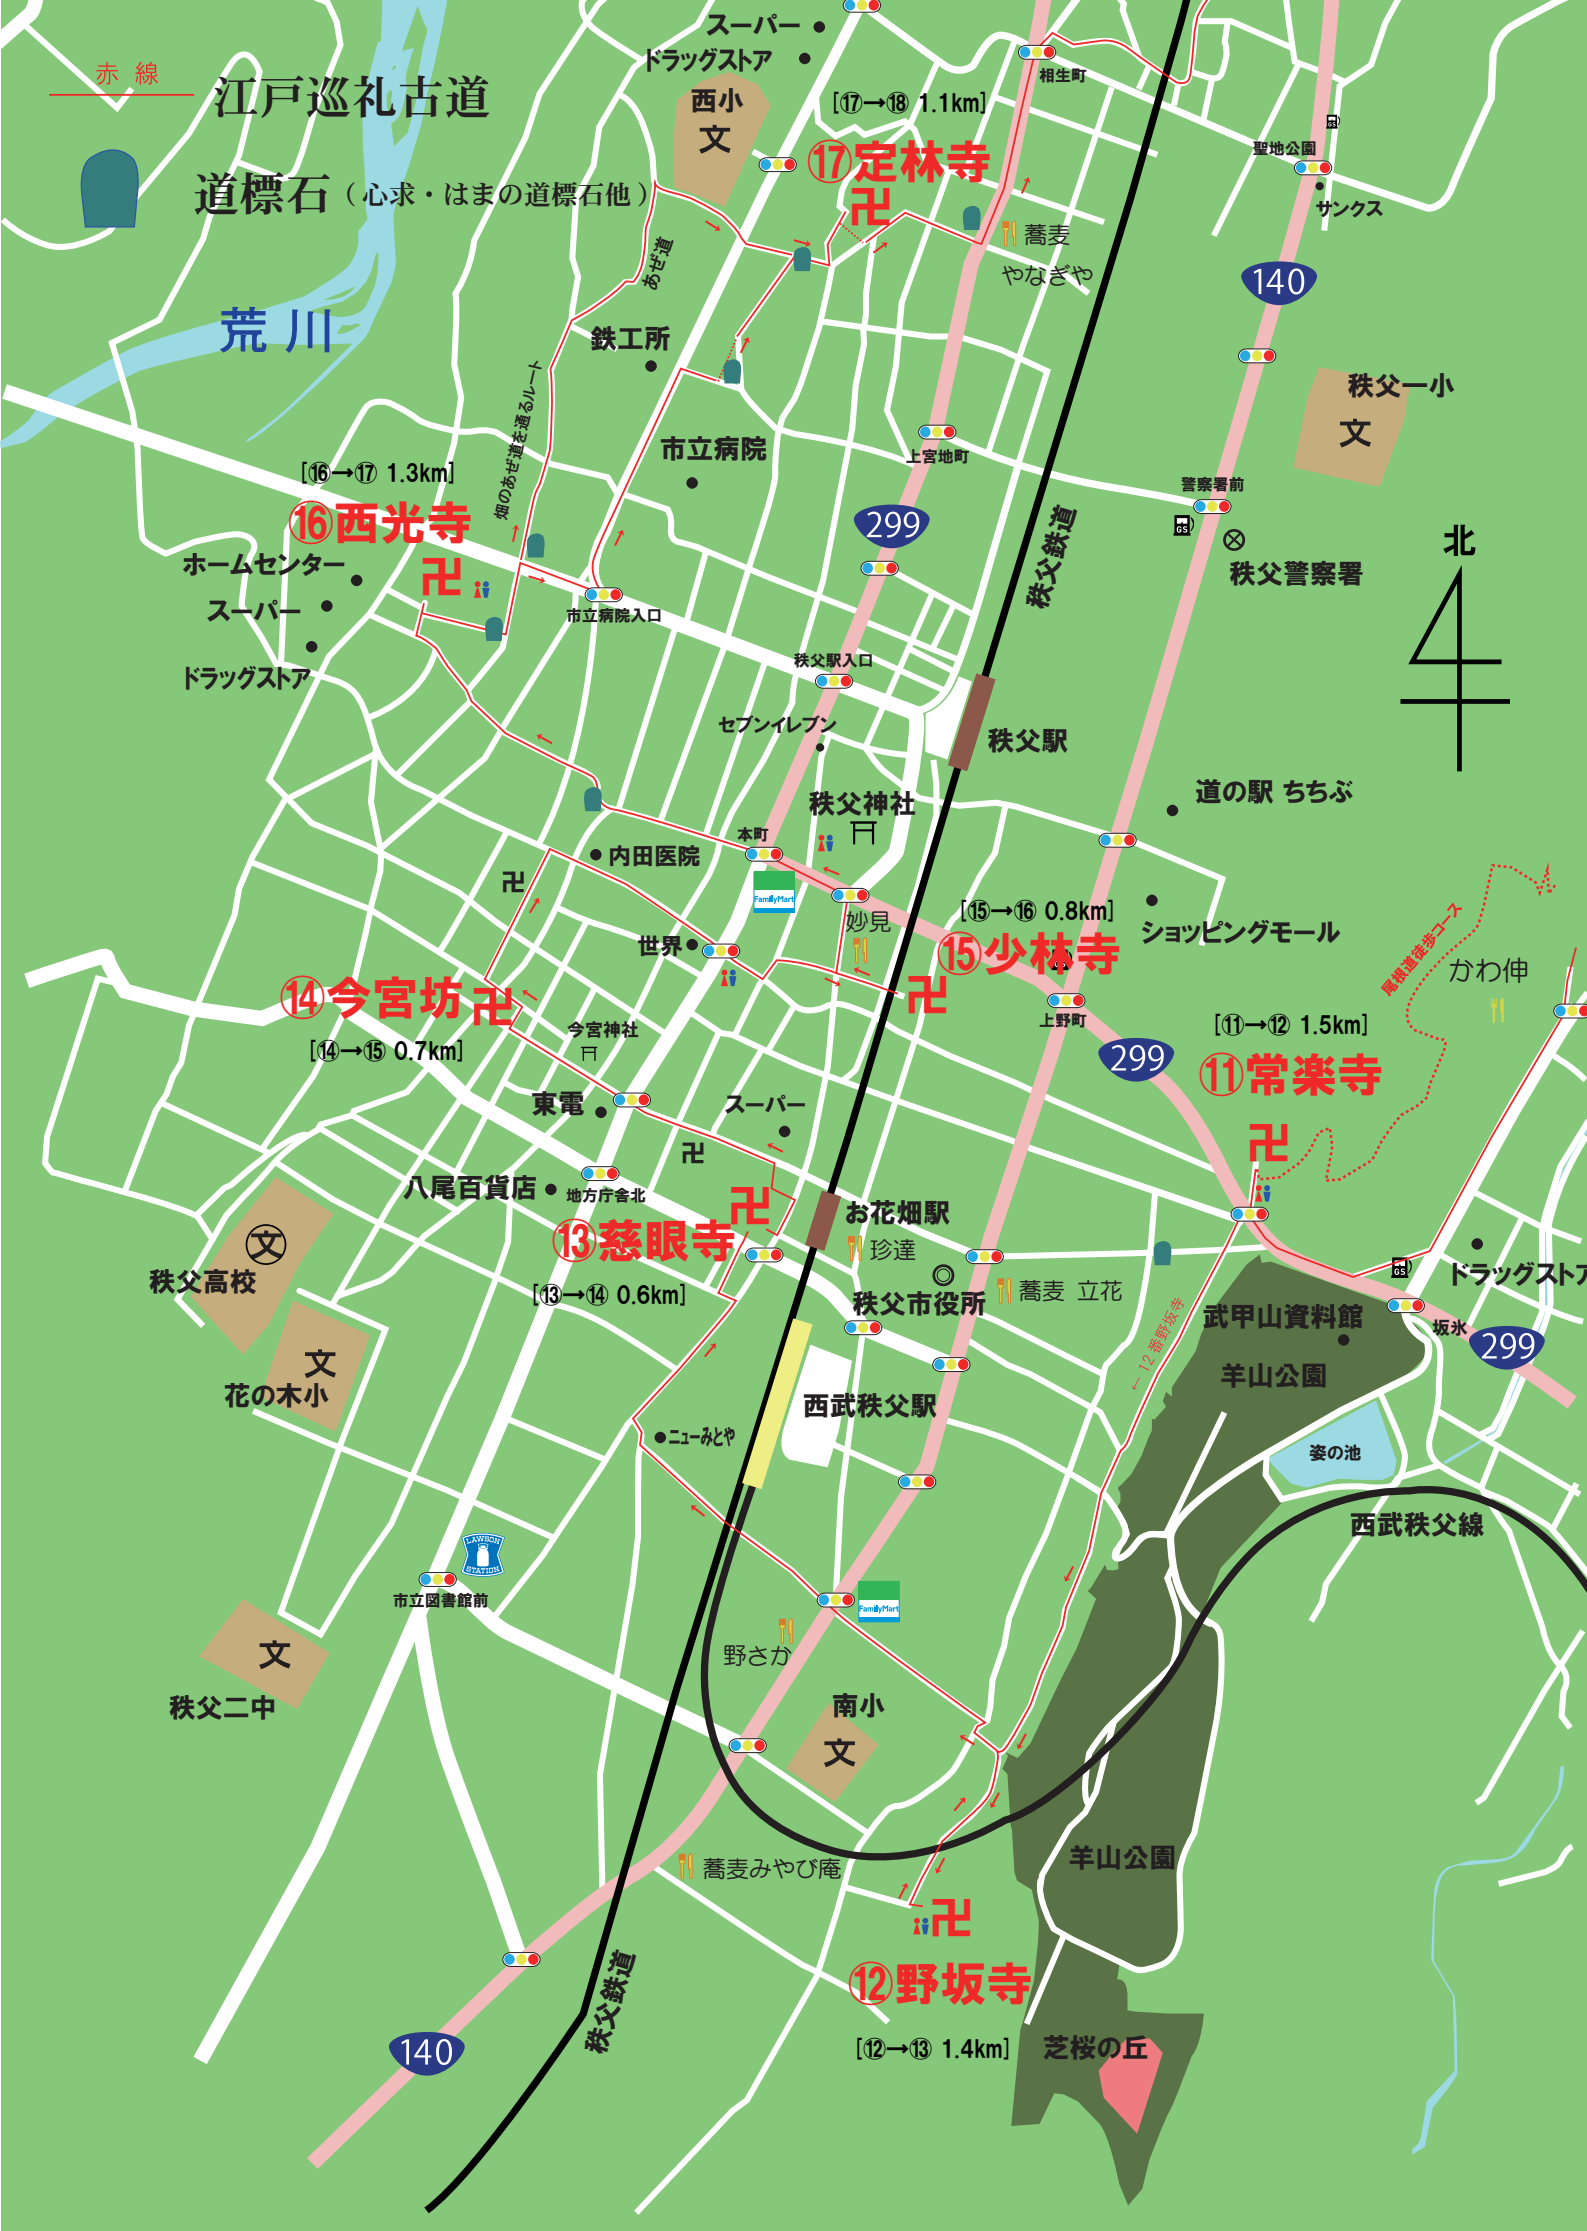 スーパー
ドラッグストア
赤 線
江戸巡礼古道
相生町
西小
文
[⑰→⑱ 1.1km]
⑰定林寺
聖地公園
GS
サンクス
道標石（心求・はまの道標石他）
蕎麦
やなぎや
あぜ道
140
荒川
鉄工所
畑のあぜ道を通るルート
秩父一小
文
市立病院
上宮地町
[⑯→⑰ 1.3km]
警察署前
GS
⑯西光寺
299
秩父鉄道
北
ホームセンター
秩父警察署
スーパー
市立病院入口
ドラッグストア
秩父駅入口
セブンイレブン
秩父駅
道の駅 ちちぶ
秩父神社
本町
内田医院
FamilyMart
妙見
[⑮→⑯ 0.8km]
⑮少林寺
ショッピングモール
尾根道徒歩コース
かわ伸
世界
⑭今宮坊
上野町
[⑪→⑫ 1.5km]
今宮神社
[⑭→⑮ 0.7km]
299
⑪常楽寺
東電
スーパー
八尾百貨店
地方庁舎北
⑬慈眼寺
お花畑駅
珍達
文
秩父高校
[⑬→⑭ 0.6km]
秩父市役所
蕎麦 立花
GS
ドラッグストア
武甲山資料館
坂氷
299
←12番野坂寺
文
花の木小
羊山公園
西武秩父駅
ニューみとや
姿の池
西武秩父線
LAWSON
STATION
市立図書館前
FamilyMart
文
野さか
秩父二中
南小
文
蕎麦みやび庵
羊山公園
⑫野坂寺
秩父鉄道
140
[⑫→⑬ 1.4km]
芝桜の丘